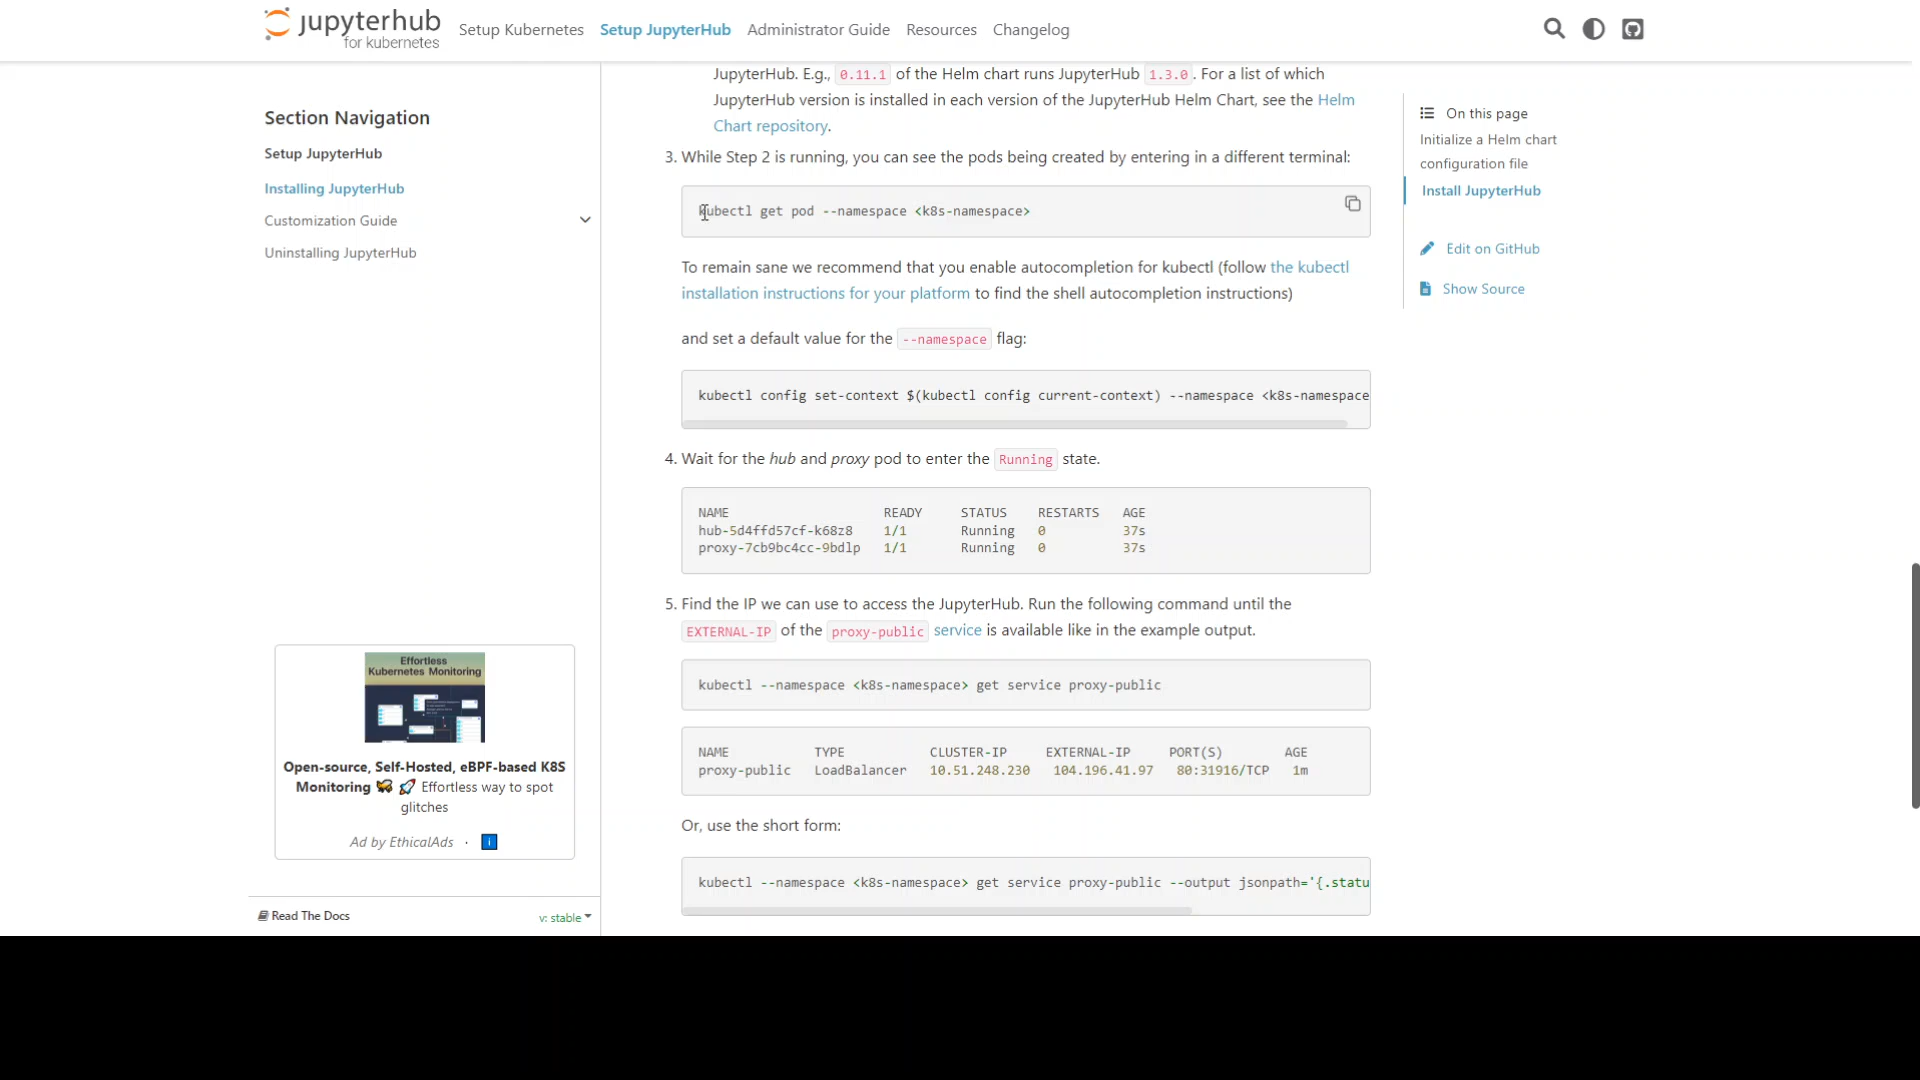 jupyterhub
for kubernetes
Setup Kubernetes Setup JupyterHub Administrator Guide Resources Changelog
Section Navigation
Setup JupyterHub
Installing JupyterHub
Customization Guide
Uninstalling JupyterHub
Effortless
Kubernetes Monitoring
Open-source, Self-Hosted, eBPF-based K8S
Monitoring 🐝 🚀 Effortless way to spot
glitches
Ad by EthicalAds ·
Read The Docs
v: stable
JupyterHub. E.g., 0.11.1 of the Helm chart runs JupyterHub 1.3.0. For a list of which
JupyterHub version is installed in each version of the JupyterHub Helm Chart, see the Helm
Chart repository.
3. While Step 2 is running, you can see the pods being created by entering in a different terminal:
kubectl get pod --namespace <k8s-namespace>
To remain sane we recommend that you enable autocompletion for kubectl (follow the kubectl
installation instructions for your platform to find the shell autocompletion instructions)
and set a default value for the --namespace flag:
kubectl config set-context $(kubectl config current-context) --namespace <k8s-namespace
4. Wait for the hub and proxy pod to enter the Running state.
NAME READY STATUS RESTARTS AGE
hub-5d4ffd57cf-k68z8 1/1 Running 0 37s
proxy-7cb9bc4cc-9bdlp 1/1 Running 0 37s
5. Find the IP we can use to access the JupyterHub. Run the following command until the
EXTERNAL-IP of the proxy-public service is available like in the example output.
kubectl --namespace <k8s-namespace> get service proxy-public
NAME TYPE CLUSTER-IP EXTERNAL-IP PORT(S) AGE
proxy-public LoadBalancer 10.51.248.230 104.196.41.97 80:31916/TCP 1m
Or, use the short form:
kubectl --namespace <k8s-namespace> get service proxy-public --output jsonpath='{.statu
On this page
Initialize a Helm chart
configuration file
Install JupyterHub
Edit on GitHub
Show Source